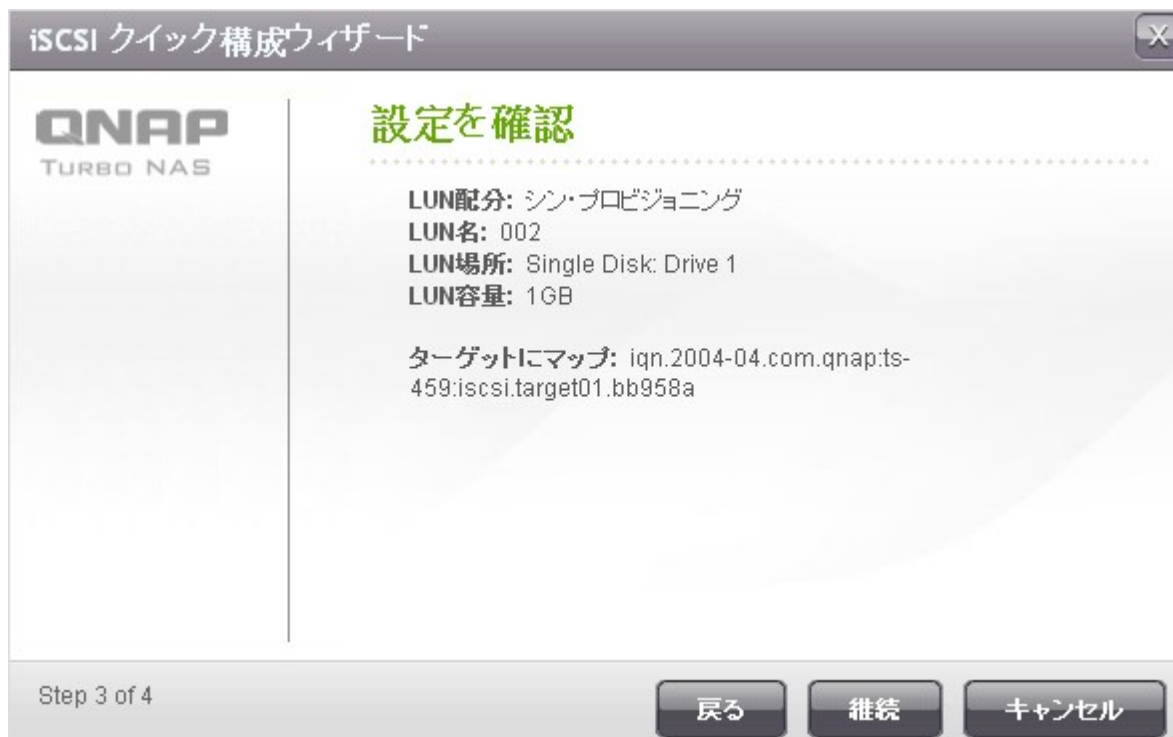 iSCSI クイック構成ウィザード
X
QNAP
TURBO NAS
設定を確認
LUN配分: シン・プロビジョニング
LUN名: 002
LUN場所: Single Disk: Drive 1
LUN容量: 1GB
ターゲットにマップ: iqn.2004-04.com.qnap:ts-
459:iscsi.target01.bb958a
Step 3 of 4
戻る
継続
キャンセル